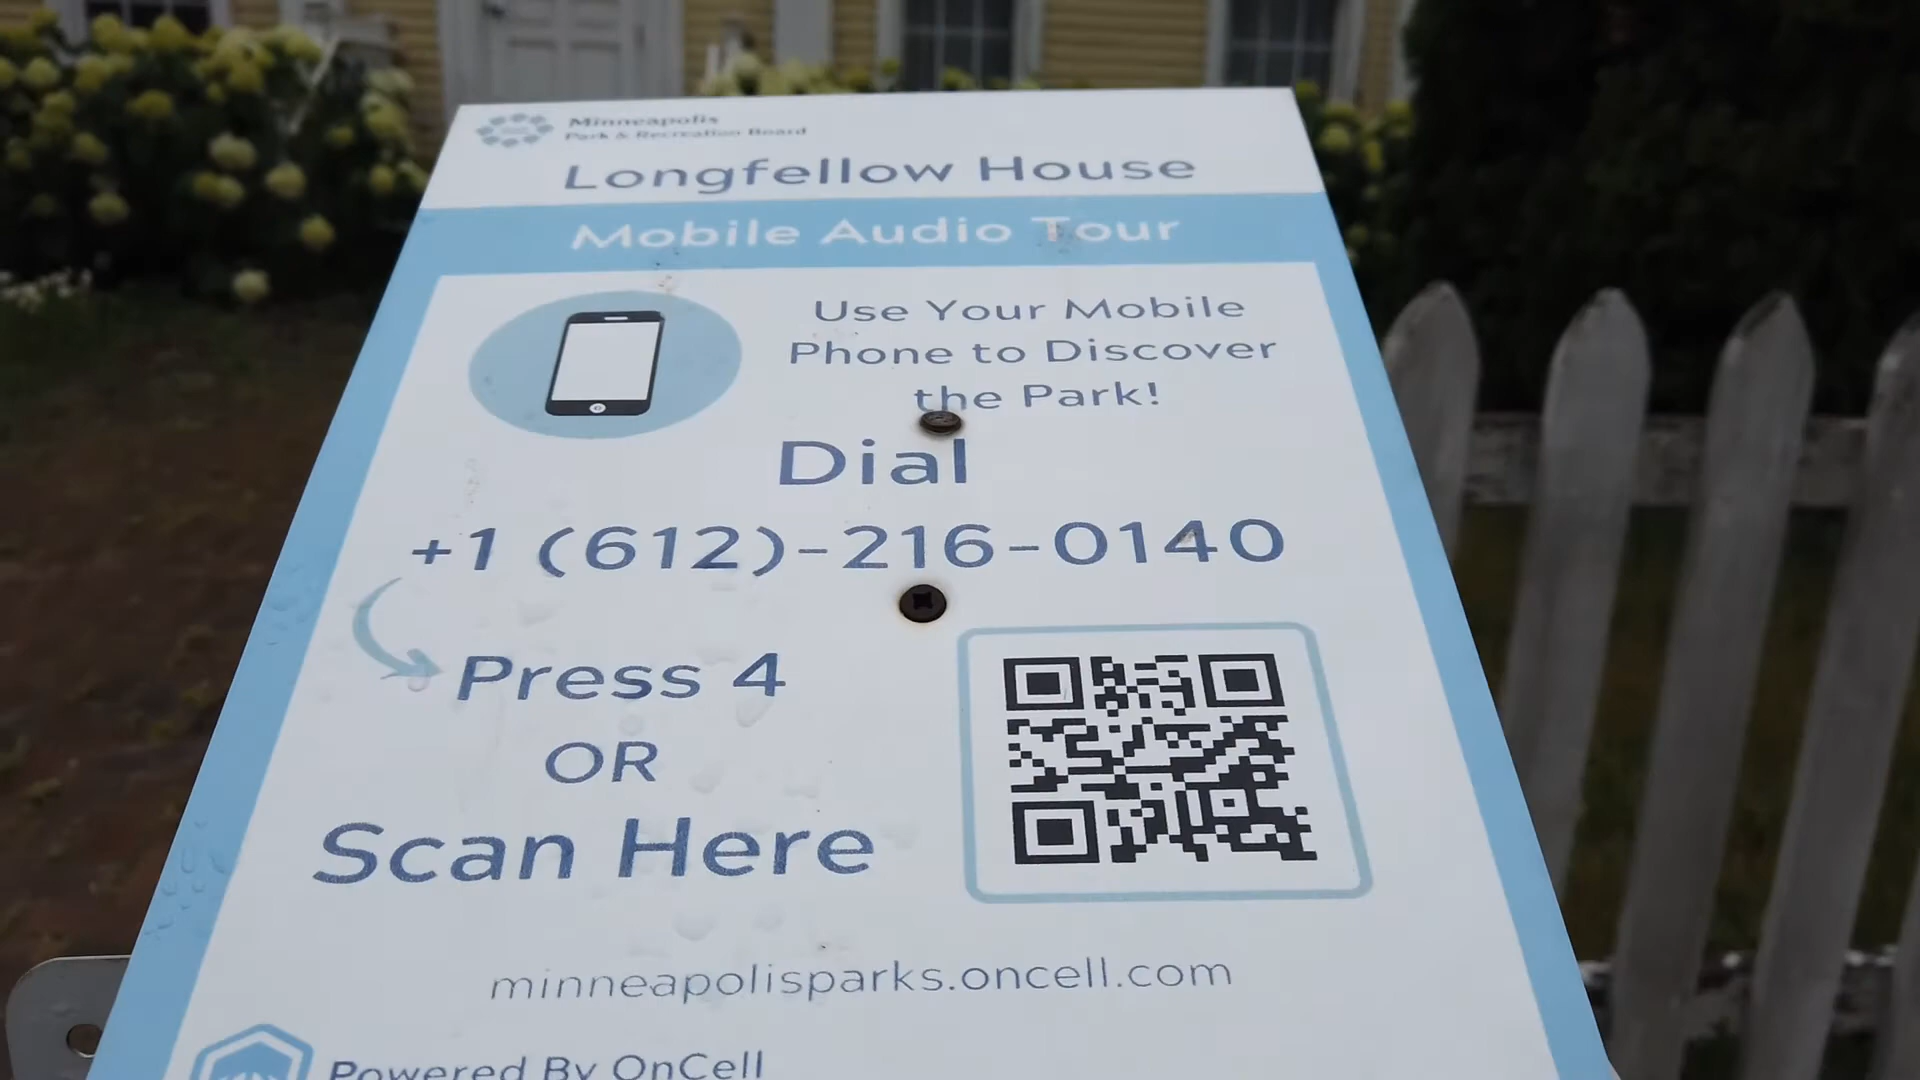 Minneapolis
Park & Recreation Board
Longfellow House
Mobile Audio Tour
Use Your Mobile
Phone to Discover
the Park!
Dial
+1 (612)-216-0140
Press 4
OR
Scan Here
minneapolisparks.oncell.com
Powered By OnCell